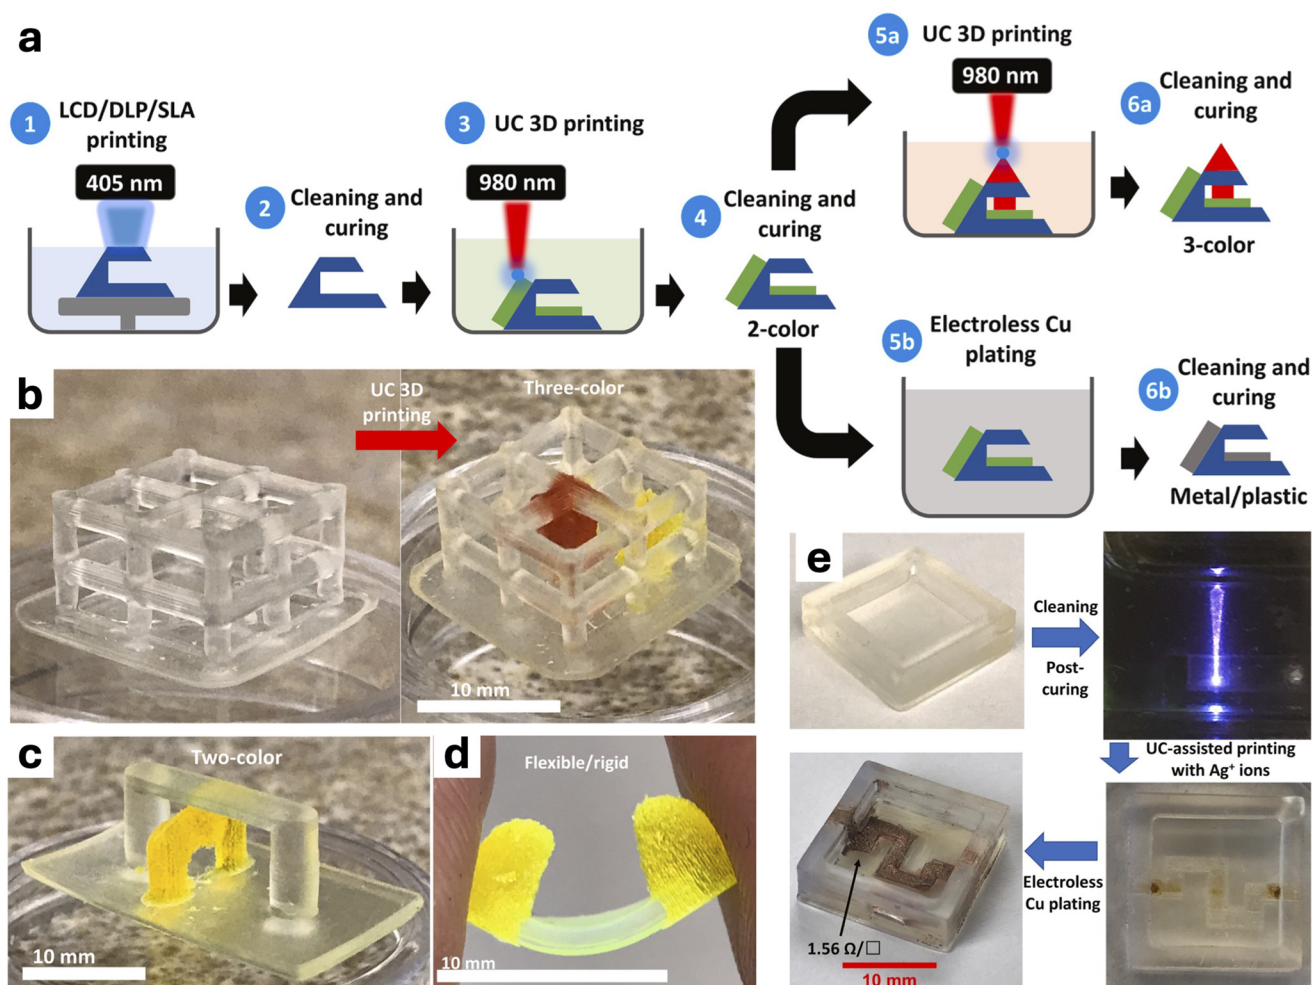 a
1
LCD/DLP/SLA
printing
405 nm
2
Cleaning and
curing
3
UC 3D printing
980 nm
4
Cleaning and
curing
2-color
5a
UC 3D printing
980 nm
6a
Cleaning and
curing
3-color
5b
Electroless Cu
plating
6b
Cleaning and
curing
Metal/plastic
b
UC 3D
printing
Three-color
10 mm
c
Two-color
10 mm
d
Flexible/rigid
10 mm
e
Cleaning
Post-
curing
UC-assisted printing
with Ag⁺ ions
Electroless
Cu plating
1.56 Ω/□
10 mm